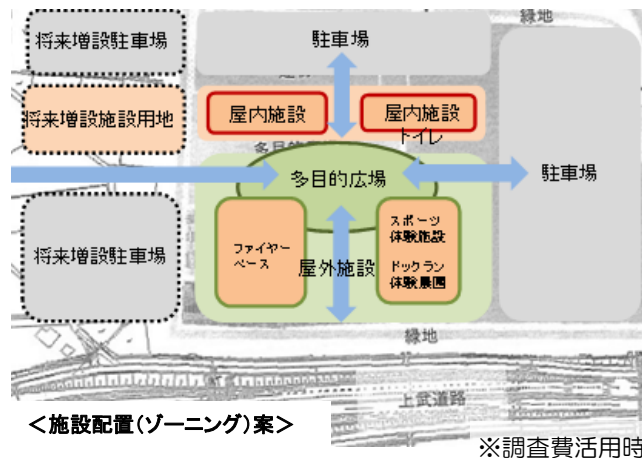 緑地
将来増設駐車場
駐車場
将来増設施設用地
屋内施設
屋内施設
トイレ
多目的広場
駐車場
将来増設駐車場
ファイヤー
ベース
スポーツ
体験施設
ドックラン
体験農園
屋外施設
緑地
上武道路
<施設配置(ゾーニング)案>
※調査費活用時